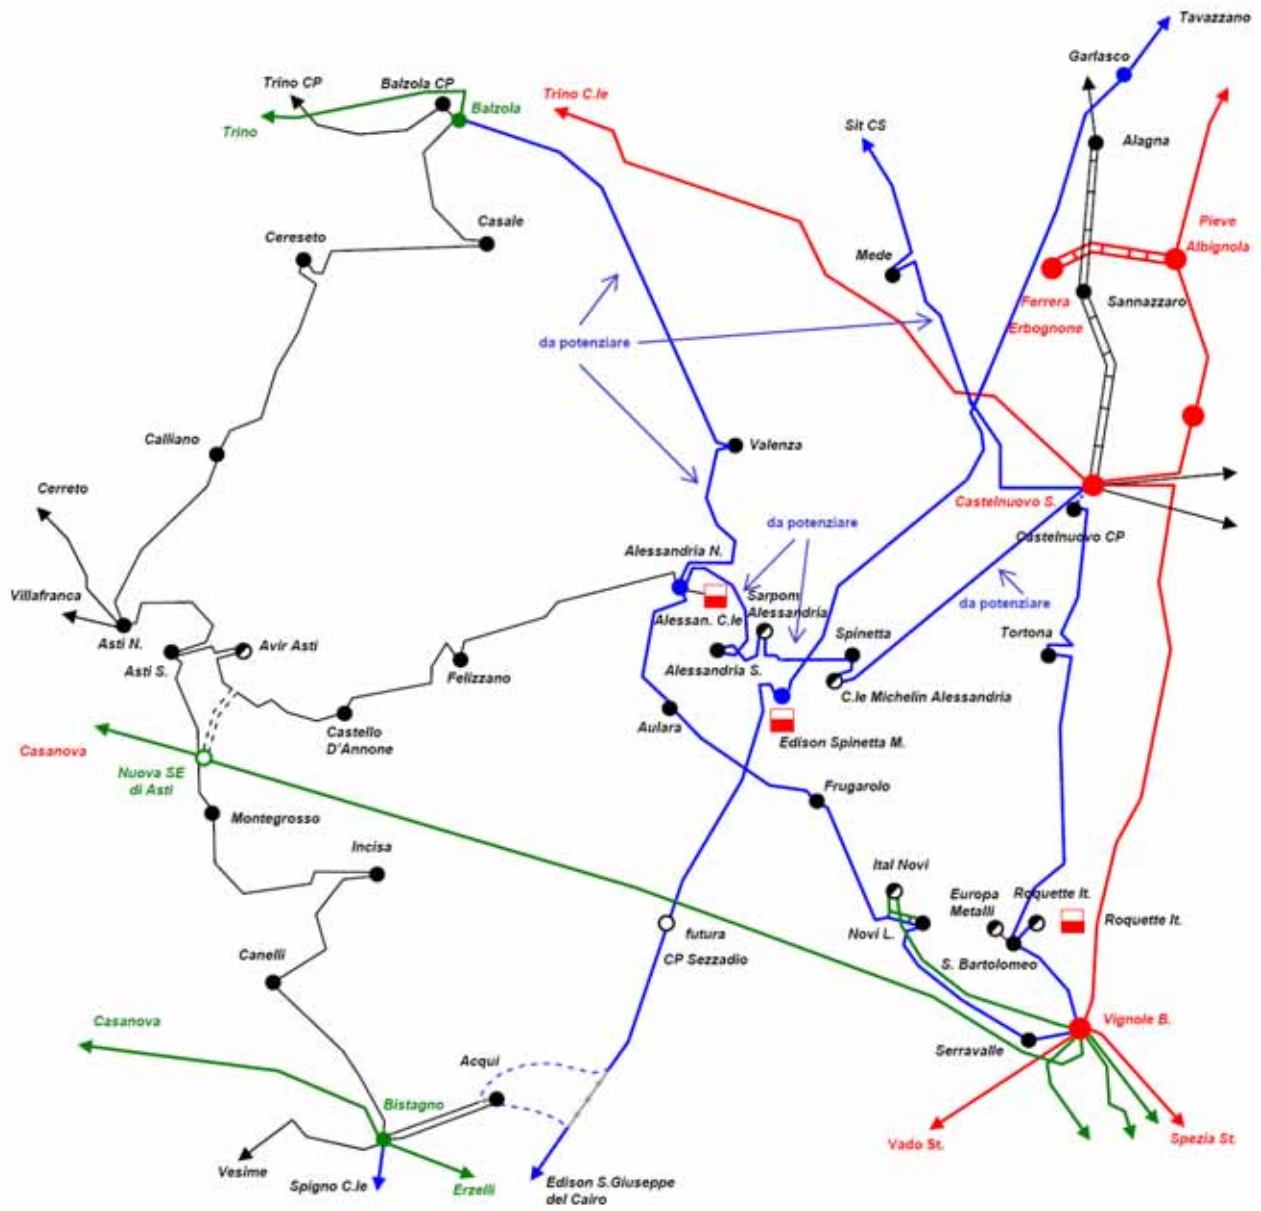 Tavazzano
Garlasco
Trino CP
Balzola CP
Trino C.le
Balzola
Trino
Sit CS
Alagna
Casale
Cereseto
Pieve
Albignola
Mede
Ferrera
Erbognone
Sannazzaro
da potenziare
Calliano
Valenza
Cerreto
Castelnuovo S.
Castelnuovo CP
da potenziare
Alessandria N.
Villafranca
Alessan. C.le
Sarpom
Alessandria
da potenziare
Asti N.
Asti S.
Avir Asti
Felizzano
Alessandria S.
Spinetta
Tortona
C.le Michelin Alessandria
Castello
D'Annone
Aulara
Edison Spinetta M.
Casanova
Nuova SE
di Asti
Frugarolo
Montegrosso
Incisa
Ital Novi
Europa
Metalli
Roquette It.
Roquette It.
Novi L.
futura
CP Sezzadio
S. Bartolomeo
Canelli
Casanova
Vignole B.
Serravalle
Acqui
Bistagno
Vado St.
Spezia St.
Vesime
Spigno C.le
Erzelli
Edison S.Giuseppe
del Cairo